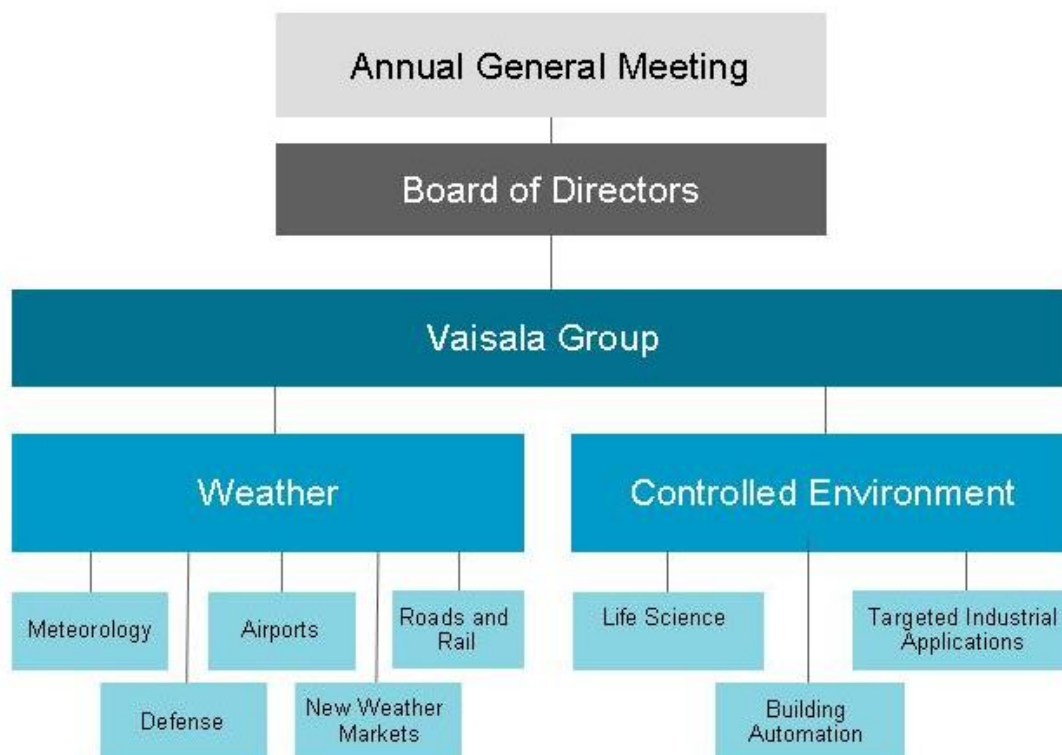 Annual General Meeting
Board of Directors
Vaisala Group
Weather
Controlled Environment
Meteorology
Airports
Roads and
Rail
Life Science
Targeted Industrial
Applications
Defense
New Weather
Markets
Building
Automation